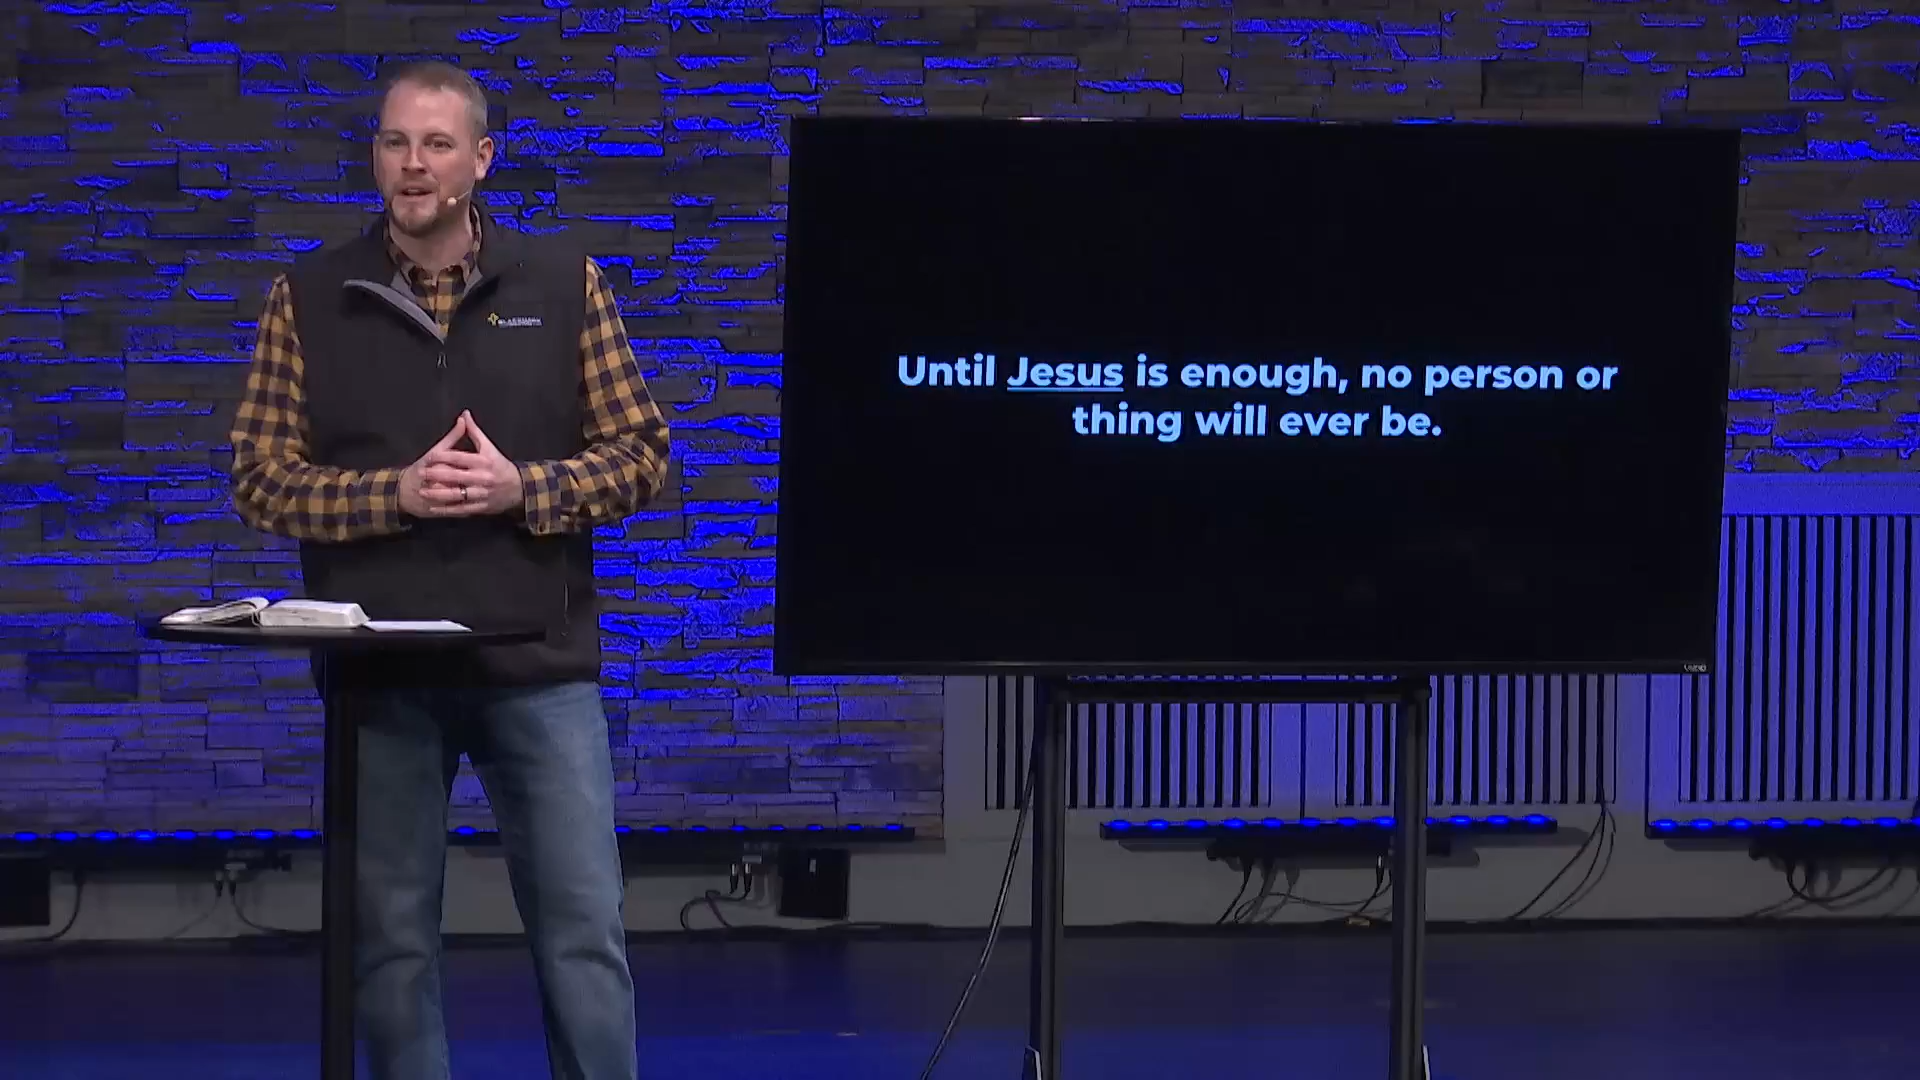 Until Jesus is enough, no person or
thing will ever be.